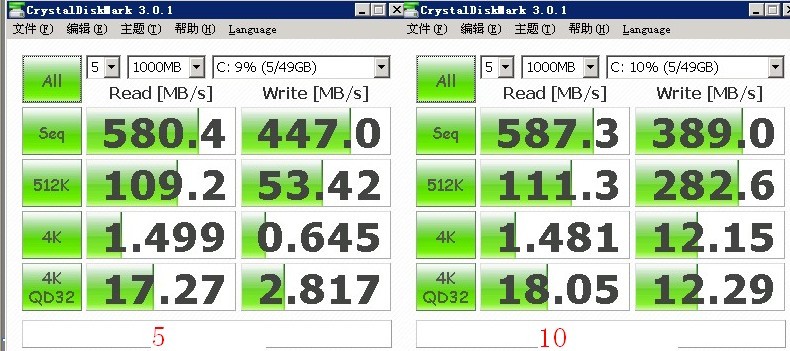 CrystalDiskMark 3.0.1
文件(F) 编辑(E) 主题(T) 帮助(H) Language
All 5 1000MB C: 9% (5/49GB)
Read [MB/s] Write [MB/s]
Seq 580.4 447.0
512K 109.2 53.42
4K 1.499 0.645
4K QD32 17.27 2.817
5
CrystalDiskMark 3.0.1
文件(F) 编辑(E) 主题(T) 帮助(H) Language
All 5 1000MB C: 10% (5/49GB)
Read [MB/s] Write [MB/s]
Seq 587.3 389.0
512K 111.3 282.6
4K 1.481 12.15
4K QD32 18.05 12.29
10